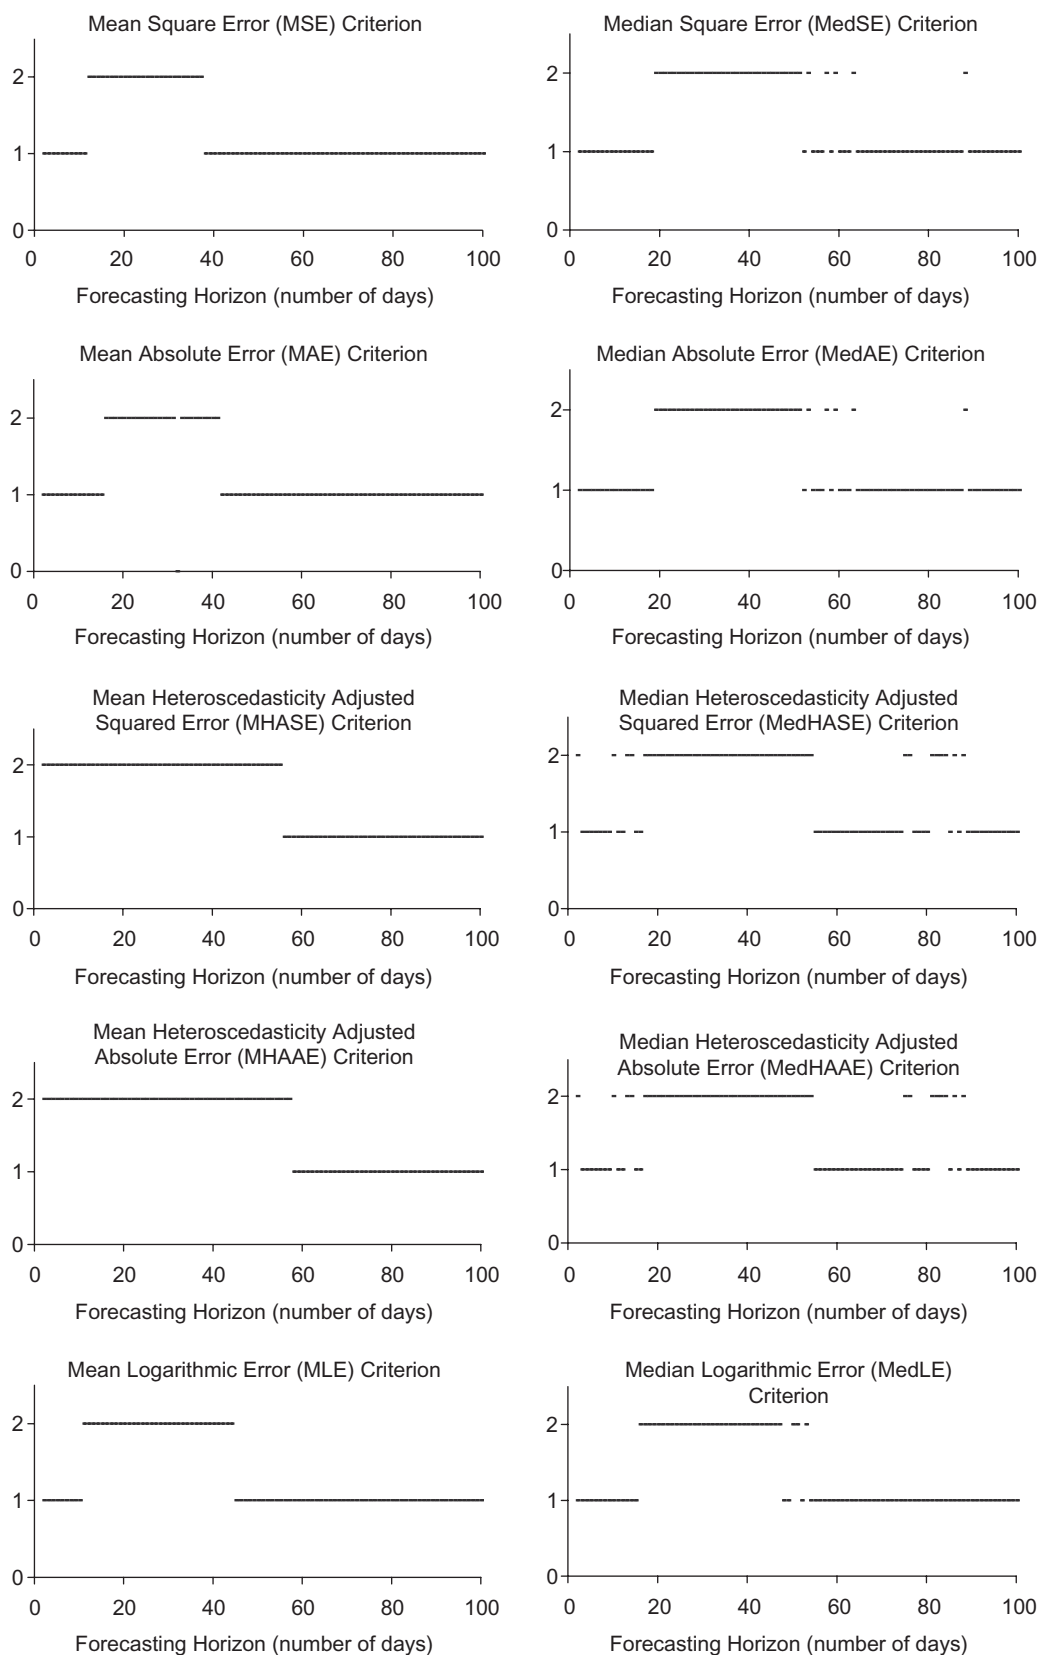 Mean Square Error (MSE) Criterion
2
1
0
0 20 40 60 80 100
Forecasting Horizon (number of days)
Median Square Error (MedSE) Criterion
2
1
0
0 20 40 60 80 100
Forecasting Horizon (number of days)
Mean Absolute Error (MAE) Criterion
2
1
0
0 20 40 60 80 100
Forecasting Horizon (number of days)
Median Absolute Error (MedAE) Criterion
2
1
0
0 20 40 60 80 100
Forecasting Horizon (number of days)
Mean Heteroscedasticity Adjusted
Squared Error (MHASE) Criterion
2
1
0
0 20 40 60 80 100
Forecasting Horizon (number of days)
Median Heteroscedasticity Adjusted
Squared Error (MedHASE) Criterion
2
1
0
0 20 40 60 80 100
Forecasting Horizon (number of days)
Mean Heteroscedasticity Adjusted
Absolute Error (MHAAE) Criterion
2
1
0
0 20 40 60 80 100
Forecasting Horizon (number of days)
Median Heteroscedasticity Adjusted
Absolute Error (MedHAAE) Criterion
2
1
0
0 20 40 60 80 100
Forecasting Horizon (number of days)
Mean Logarithmic Error (MLE) Criterion
2
1
0
0 20 40 60 80 100
Forecasting Horizon (number of days)
Median Logarithmic Error (MedLE)
Criterion
2
1
0
0 20 40 60 80 100
Forecasting Horizon (number of days)